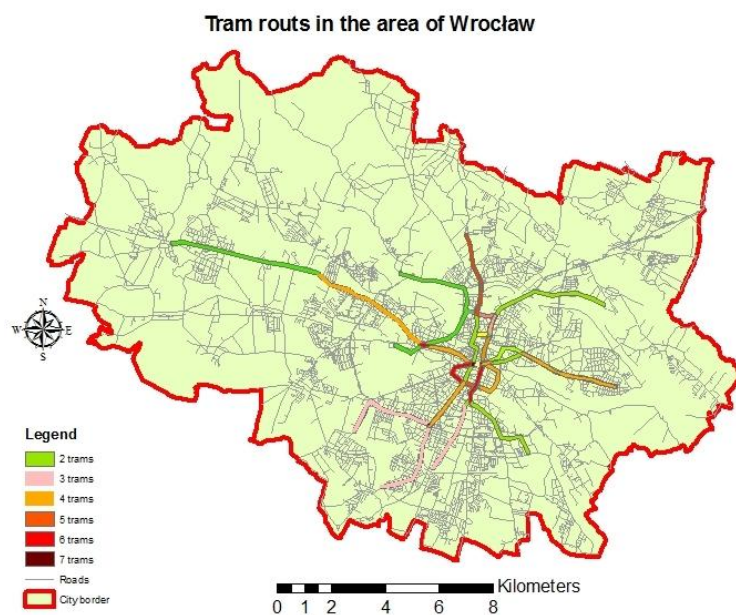 Tram routs in the area of Wrocław
N
W E
S
Legend
2 trams
3 trams
4 trams
5 trams
6 trams
7 trams
Roads
City border
Kilometers
0 1 2 4 6 8